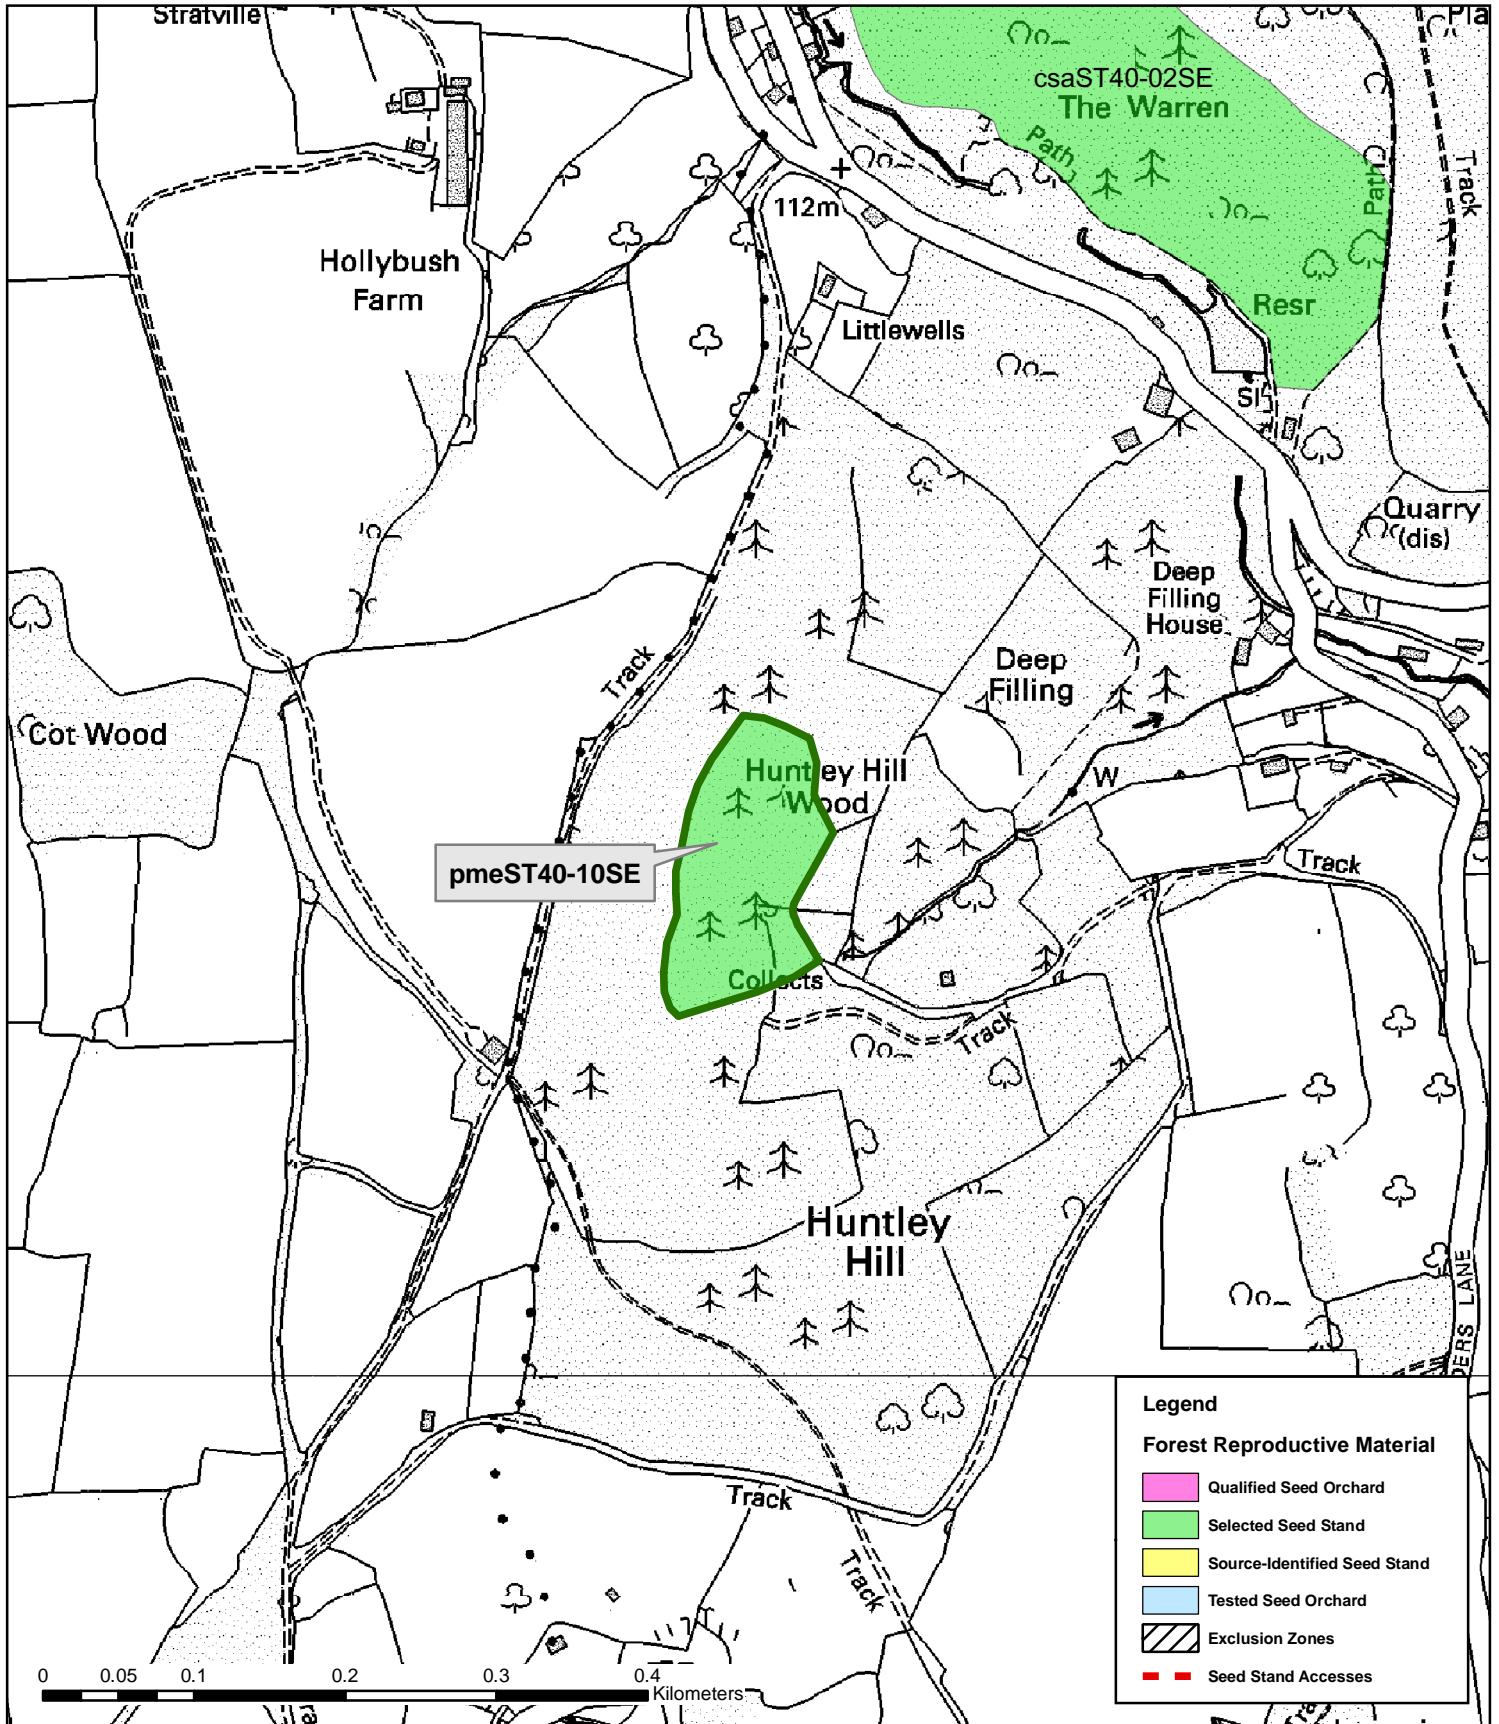 Stratville
csaST40-02SE
The Warren
Path
Path
Track
112m
Hollybush
Farm
Littlewells
Resr
Quarry
(dis)
Deep
Filling
House
Track
Deep
Filling
Cot Wood
Huntley Hill
Wood
W
pmeST40-10SE
Track
Collects
Track
Huntley
Hill
Track
Track
Legend
Forest Reproductive Material
Qualified Seed Orchard
Selected Seed Stand
Source-Identified Seed Stand
Tested Seed Orchard
Exclusion Zones
Seed Stand Accesses
0 0.05 0.1 0.2 0.3 0.4
Kilometers